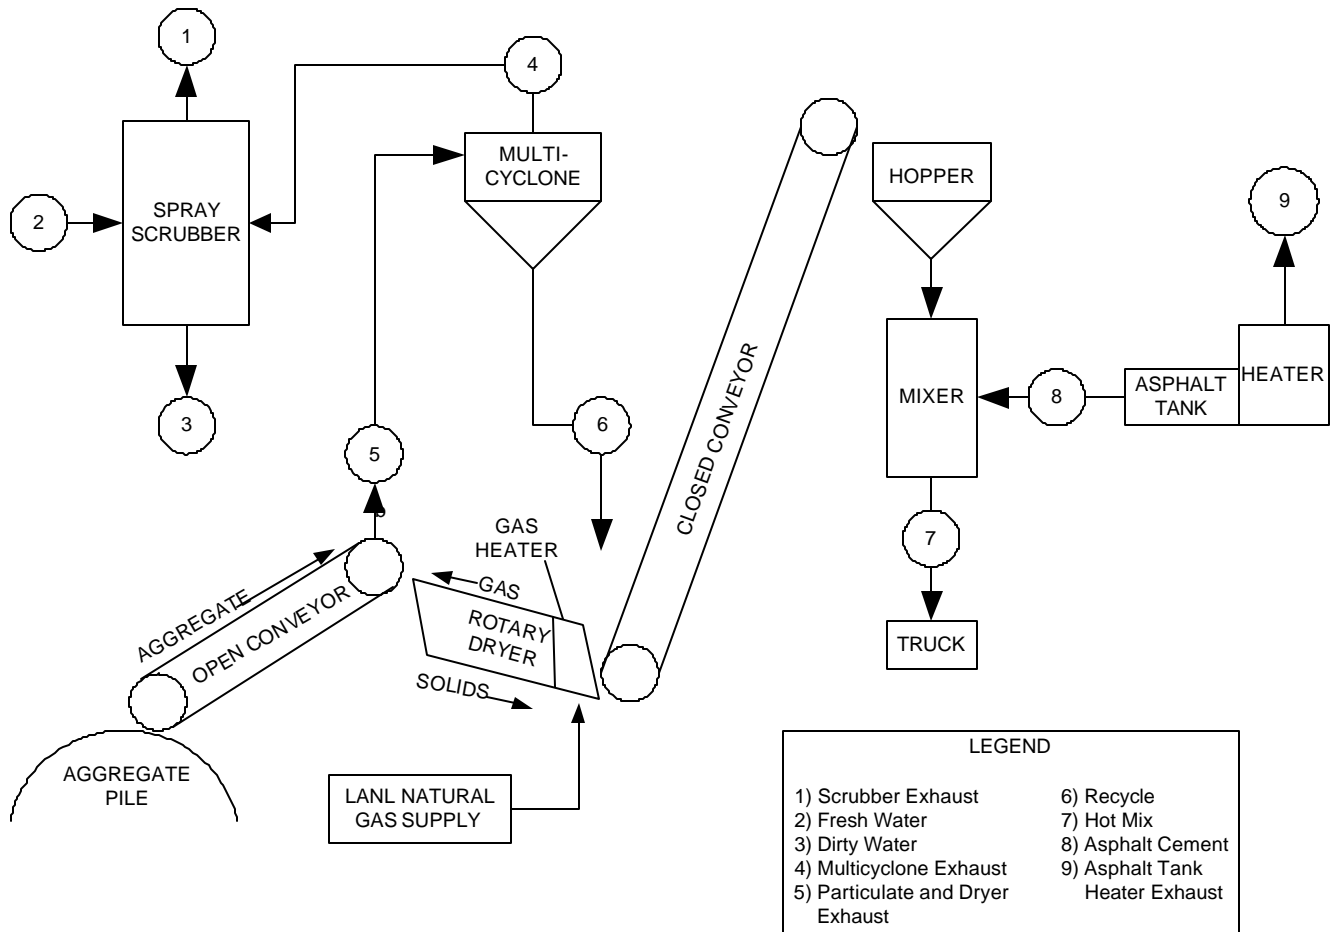 1
4
MULTI-
CYCLONE
HOPPER
9
2
SPRAY
SCRUBBER
CLOSED CONVEYOR
MIXER
8
ASPHALT
TANK
HEATER
3
5
6
7
GAS
HEATER
GAS
AGGREGATE
OPEN CONVEYOR
ROTARY
DRYER
SOLIDS
TRUCK
AGGREGATE
PILE
LANL NATURAL
GAS SUPPLY
LEGEND
1) Scrubber Exhaust
2) Fresh Water
3) Dirty Water
4) Multicyclone Exhaust
5) Particulate and Dryer
Exhaust
6) Recycle
7) Hot Mix
8) Asphalt Cement
9) Asphalt Tank
Heater Exhaust